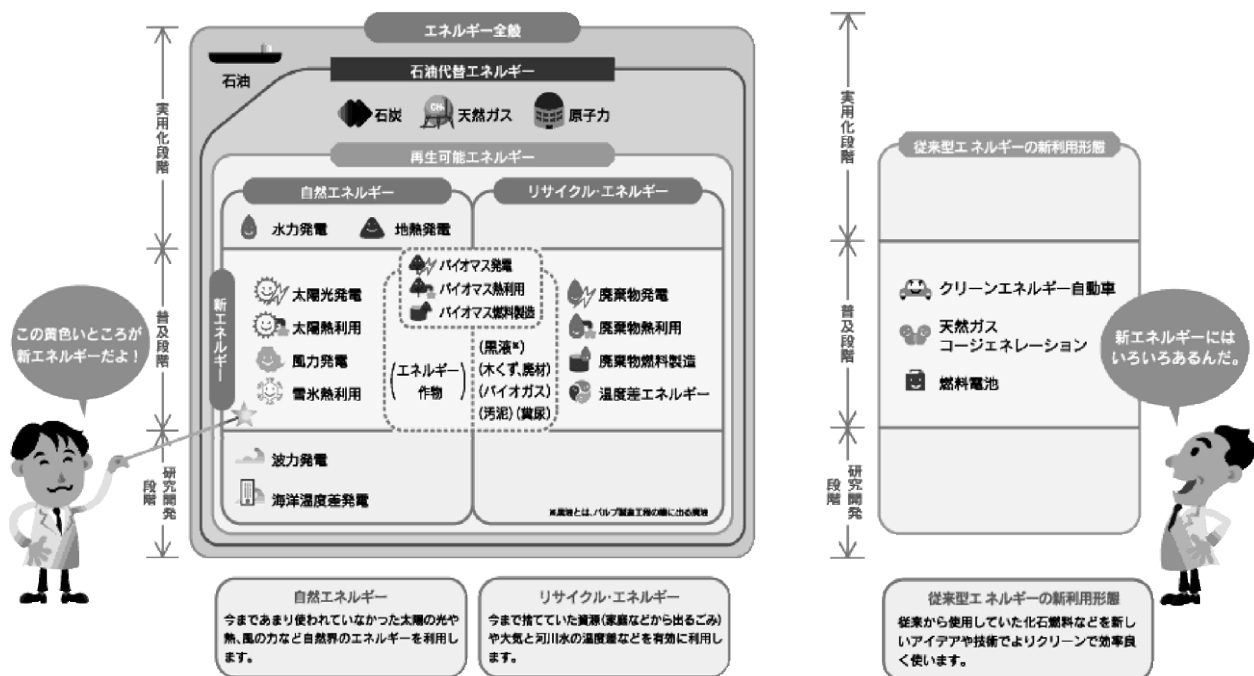 エネルギー全般
石油
石油代替エネルギー
石炭
天然ガス
原子力
再生可能エネルギー
自然エネルギー
リサイクル・エネルギー
実用化段階
水力発電
地熱発電
普及段階
新エネルギー
太陽光発電
太陽熱利用
風力発電
雪氷熱利用
バイオマス発電
バイオマス熱利用
バイオマス燃料製造
(エネルギー
作物)
(黒液※)
(木くず、廃材)
(バイオガス)
(汚泥)(糞尿)
廃棄物発電
廃棄物熱利用
廃棄物燃料製造
温度差エネルギー
研究開発
段階
波力発電
海洋温度差発電
※黒液とは、パルプ製造工程の際に出る廃液
この黄色いところが
新エネルギーだよ!
自然エネルギー
今まであまり使われていなかった太陽の光や
熱、風の力など自然界のエネルギーを利用し
ます。
リサイクル・エネルギー
今まで捨てていた資源(家庭などから出るごみ)
や大気と河川水の温度差などを有効に利用し
ます。
実用化段階
従来型エネルギーの新利用形態
普及段階
クリーンエネルギー自動車
天然ガス
コージェネレーション
燃料電池
研究開発
段階
新エネルギーには
いろいろあるんだ。
従来型エネルギーの新利用形態
従来から使用していた化石燃料などを新し
いアイデアや技術でよりクリーンで効率良
く使います。